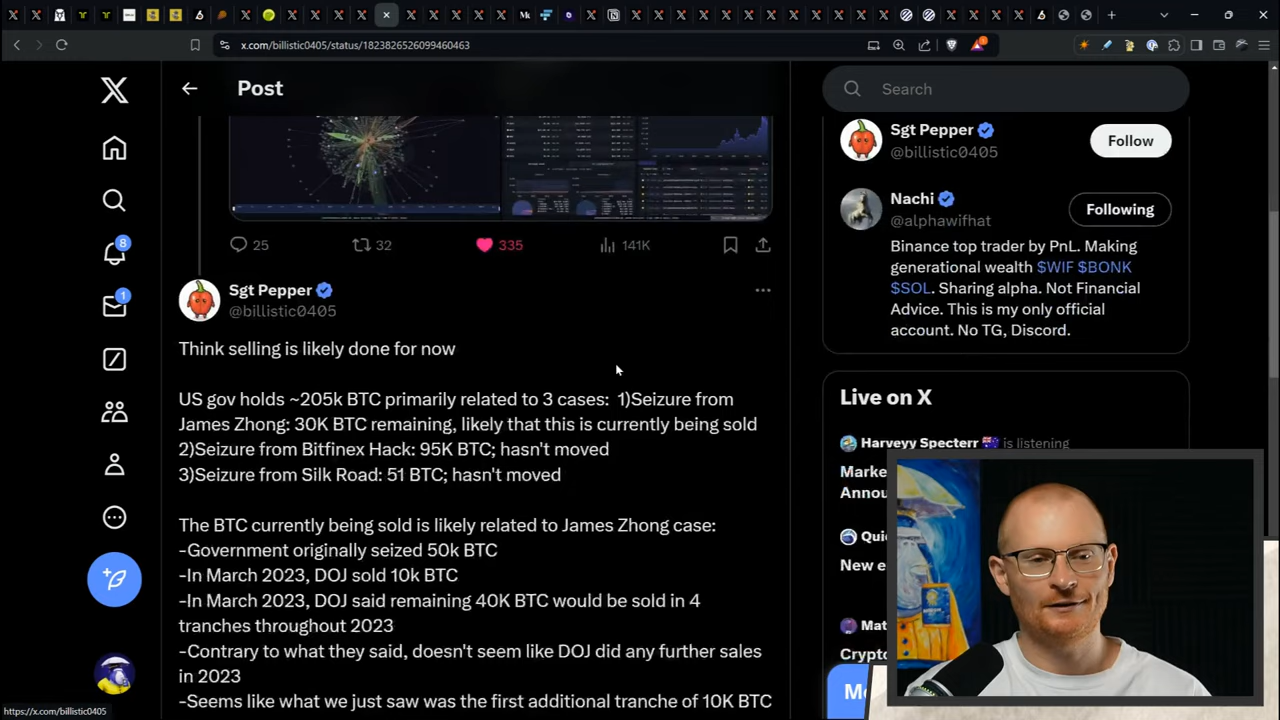 x.com/billistic0405/status/1823826526099460463
Post
Search
25
32
335
141K
Sgt Pepper
@billistic0405
Think selling is likely done for now
US gov holds ~205k BTC primarily related to 3 cases: 1)Seizure from
James Zhong: 30K BTC remaining, likely that this is currently being sold
2)Seizure from Bitfinex Hack: 95K BTC; hasn't moved
3)Seizure from Silk Road: 51 BTC; hasn't moved
The BTC currently being sold is likely related to James Zhong case:
-Government originally seized 50k BTC
-In March 2023, DOJ sold 10k BTC
-In March 2023, DOJ said remaining 40K BTC would be sold in 4
tranches throughout 2023
-Contrary to what they said, doesn't seem like DOJ did any further sales
in 2023
-Seems like what we just saw was the first additional tranche of 10K BTC
8
1
Sgt Pepper
@billistic0405
Follow
Nachi
@alphawifhat
Following
Binance top trader by PnL. Making
generational wealth $WIF $BONK
$SOL. Sharing alpha. Not Financial
Advice. This is my only official
account. No TG, Discord.
Live on X
Harveyy Specterr is listening
Marke
Annou
Quic
New e
Mat
Crypto
https://x.com/billistic0405